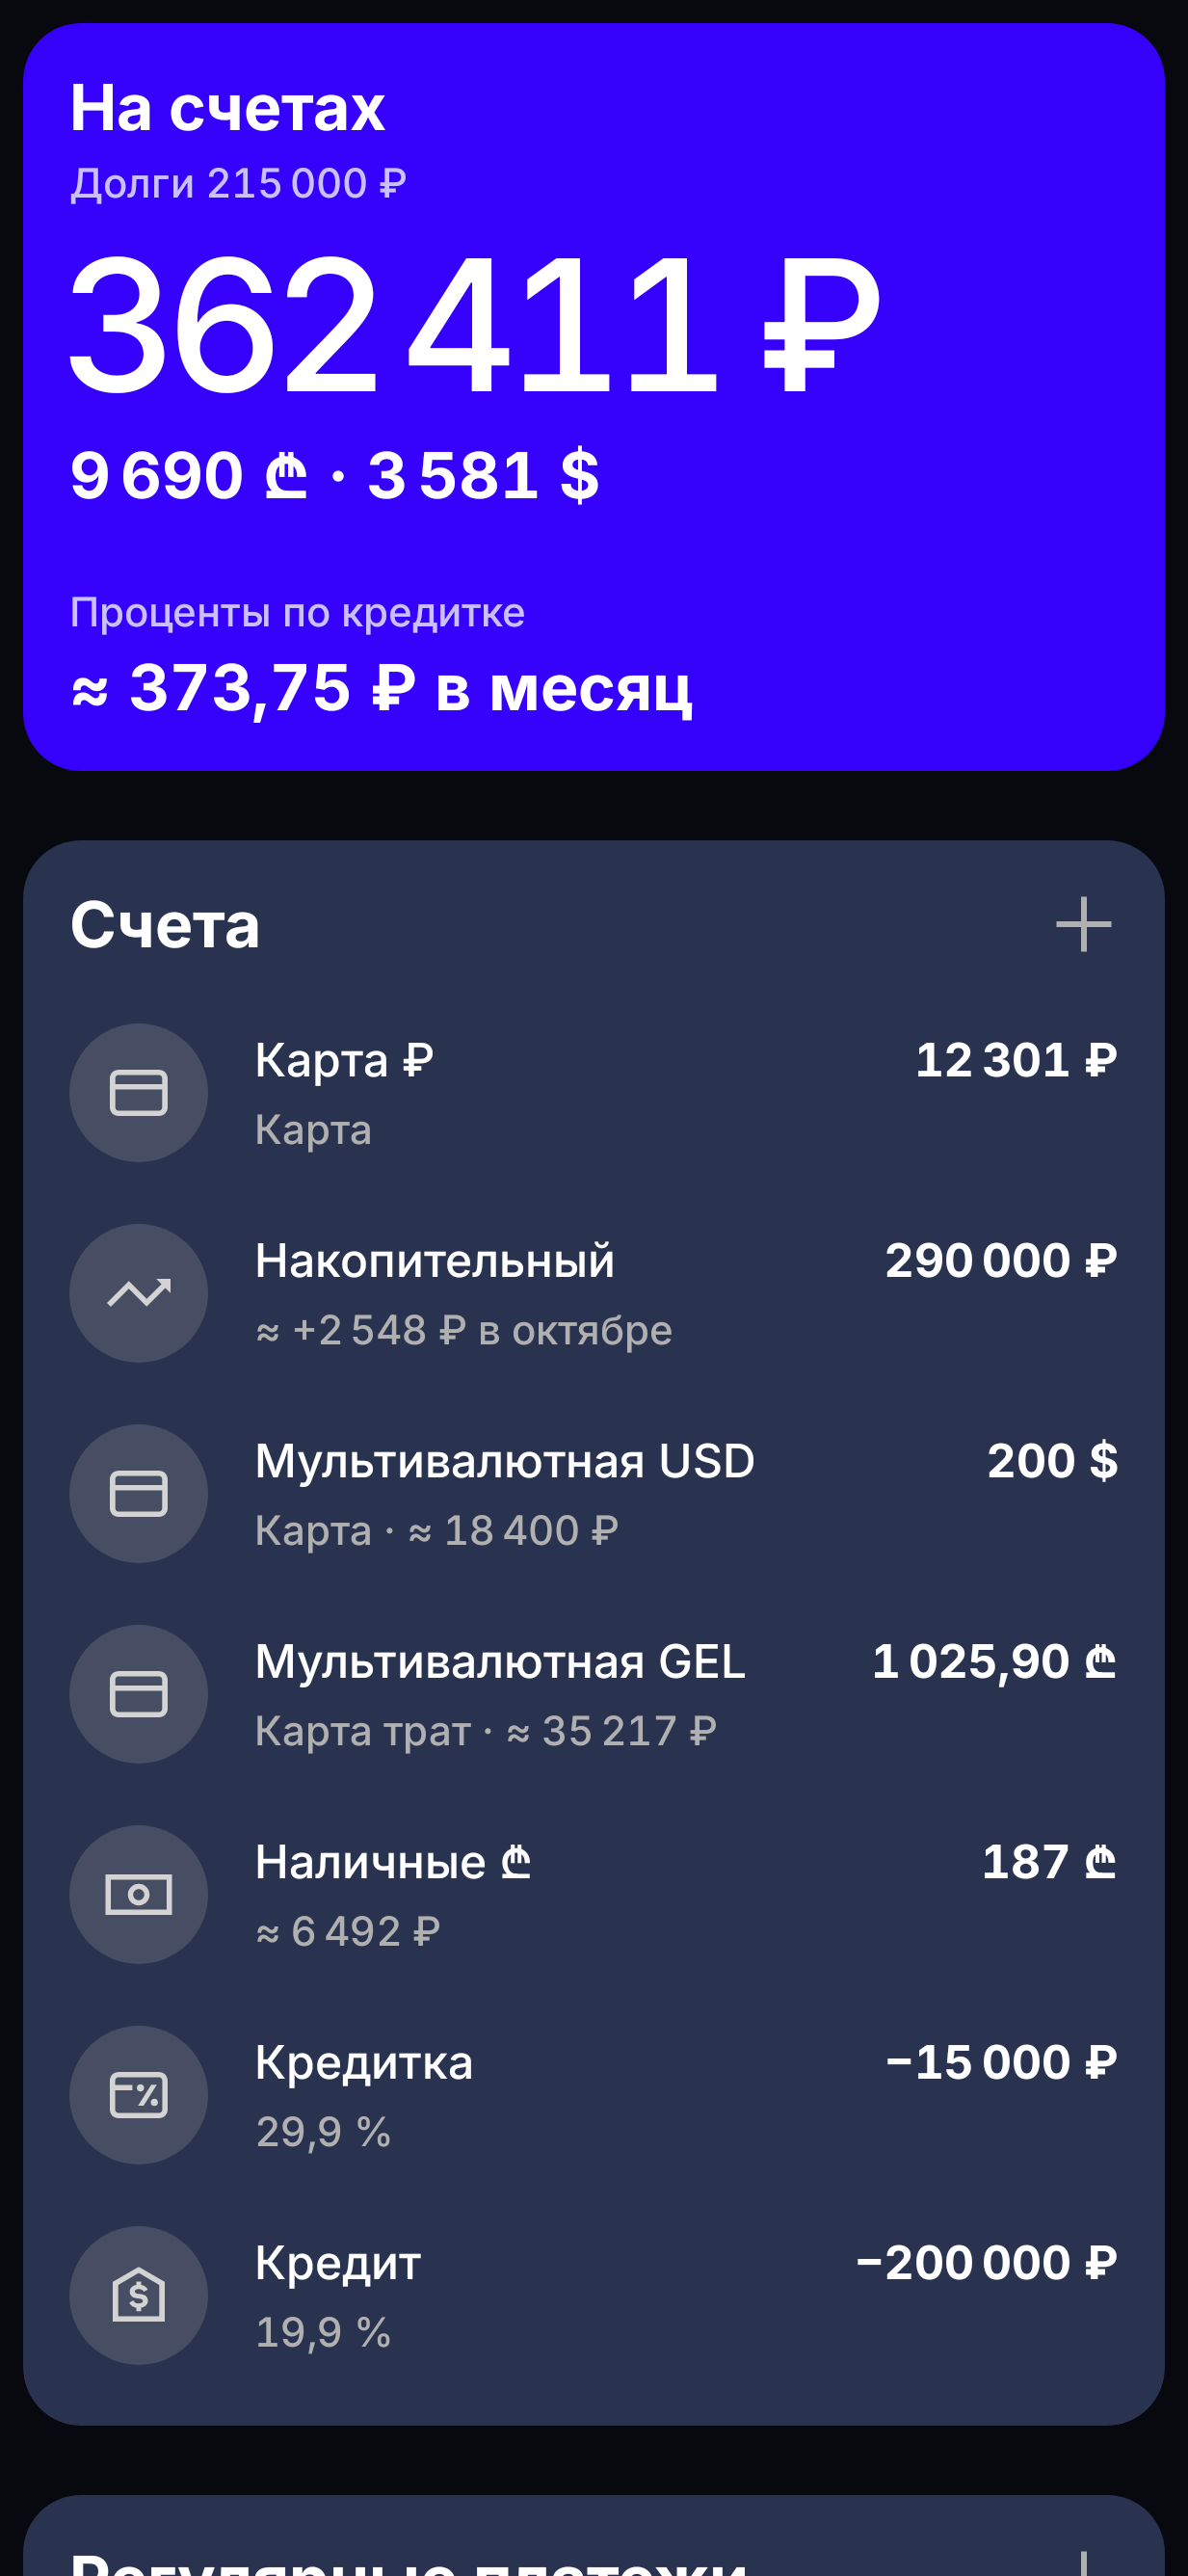 На счетах
Долги 215 000 ₽
362 411 ₽
9 690 ₾ · 3 581 $
Проценты по кредитке
≈ 373,75 ₽ в месяц
Счета
Карта ₽
12 301 ₽
Карта
Накопительный
290 000 ₽
≈ +2 548 ₽ в октябре
Мультивалютная USD
200 $
Карта · ≈ 18 400 ₽
Мультивалютная GEL
1 025,90 ₾
Карта трат · ≈ 35 217 ₽
Наличные ₾
187 ₾
≈ 6 492 ₽
Кредитка
−15 000 ₽
29,9 %
Кредит
−200 000 ₽
19,9 %
Регулярные платежи